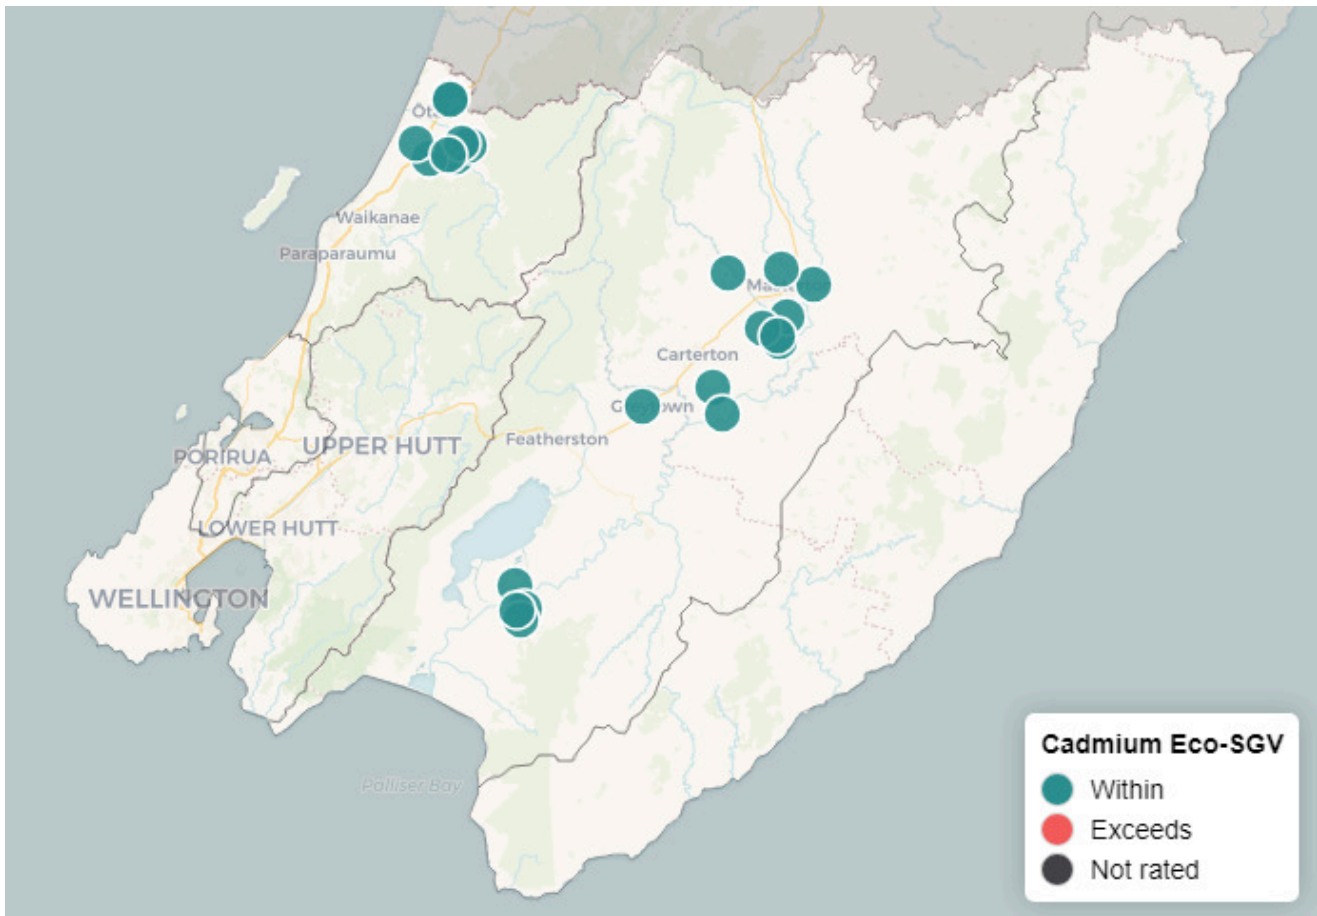 Waikanae
Paraparaumu
Carterton
Featherston
PORIRUA
UPPER HUTT
LOWER HUTT
WELLINGTON
Palliser Bay
Cadmium Eco-SGV
Within
Exceeds
Not rated